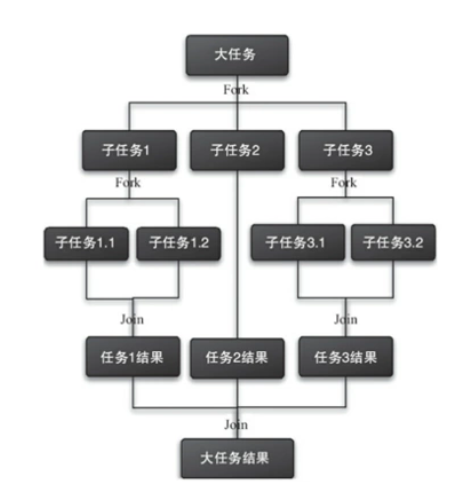 大任务
Fork
子任务1
子任务2
子任务3
Fork
Fork
子任务1.1
子任务1.2
子任务3.1
子任务3.2
Join
Join
任务1结果
任务2结果
任务3结果
Join
大任务结果